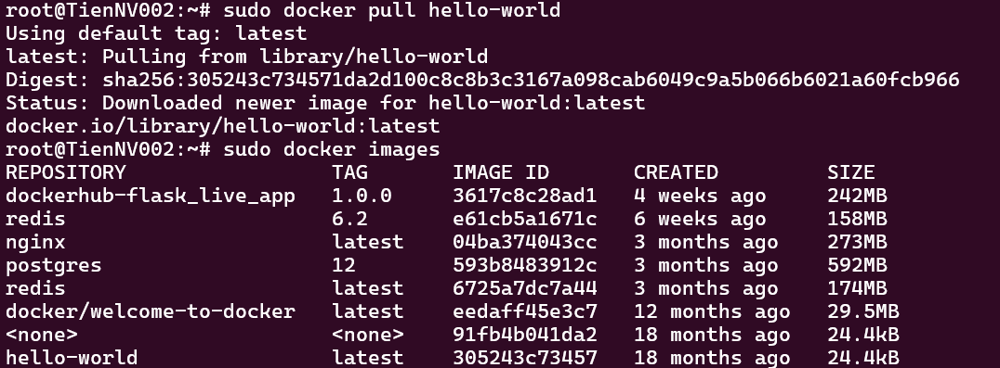 root@TienNV002:~# sudo docker pull hello-world
Using default tag: latest
latest: Pulling from library/hello-world
Digest: sha256:305243c734571da2d100c8c8b3c3167a098cab6049c9a5b066b6021a60fcb966
Status: Downloaded newer image for hello-world:latest
docker.io/library/hello-world:latest
root@TienNV002:~# sudo docker images
REPOSITORY                 TAG       IMAGE ID       CREATED         SIZE
dockerhub-flask_live_app   1.0.0     3617c8c28ad1   4 weeks ago     242MB
redis                      6.2       e61cb5a1671c   6 weeks ago     158MB
nginx                      latest    04ba374043cc   3 months ago    273MB
postgres                   12        593b8483912c   3 months ago    592MB
redis                      latest    6725a7dc7a44   3 months ago    174MB
docker/welcome-to-docker   latest    eedaff45e3c7   12 months ago   29.5MB
<none>                     <none>    91fb4b041da2   18 months ago   24.4kB
hello-world                latest    305243c73457   18 months ago   24.4kB